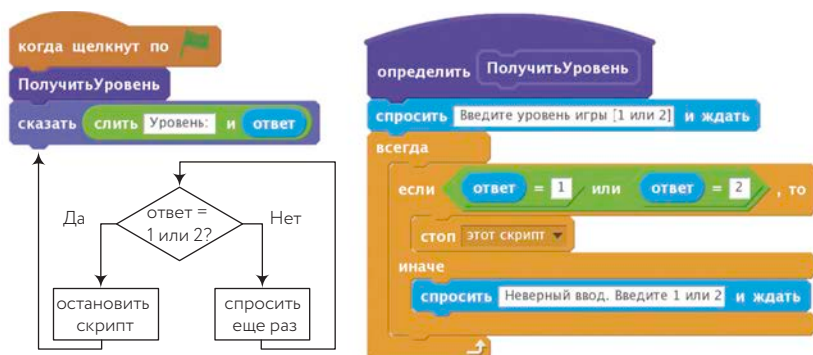 когда щелкнут по
ПолучитьУровень
сказать слить Уровень: и ответ
Да
ответ =
1 или 2?
Нет
остановить
скрипт
спросить
еще раз
определить ПолучитьУровень
спросить Введите уровень игры [1 или 2] и ждать
всегда
если ответ = 1 или ответ = 2 , то
стоп этот скрипт
иначе
спросить Неверный ввод. Введите 1 или 2 и ждать